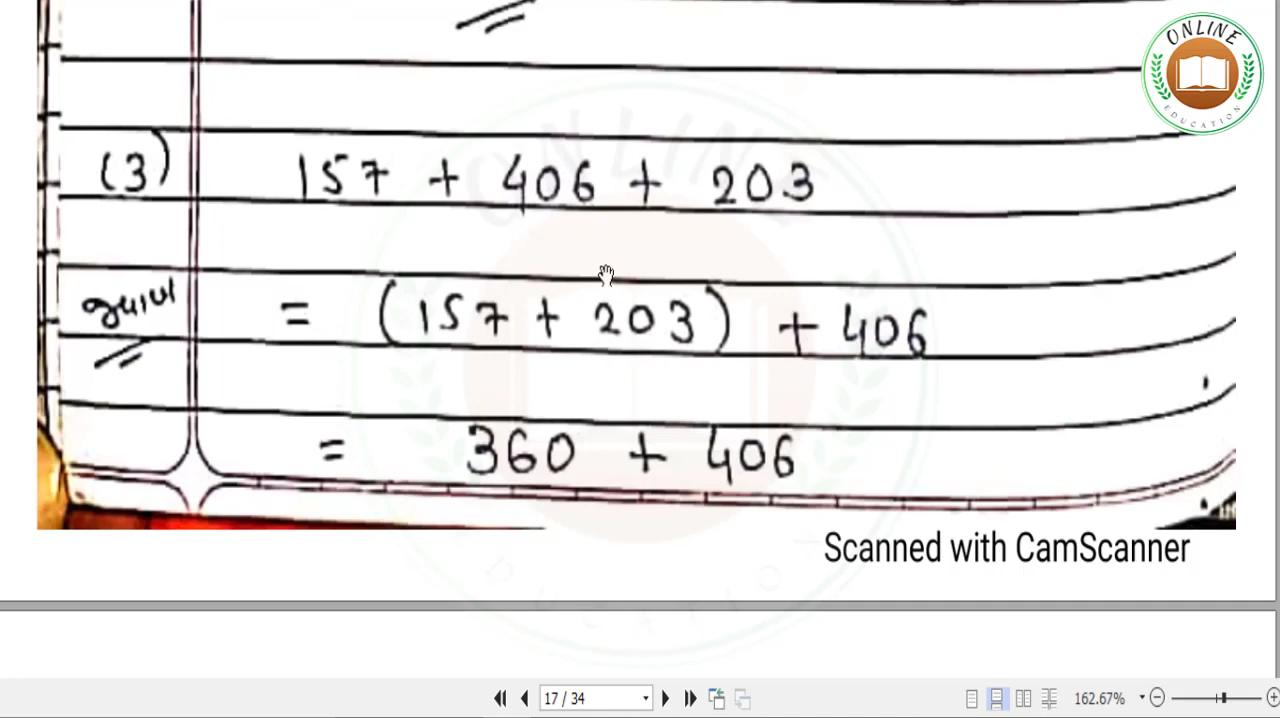 ONLINE
EDUCATION
(3) 157 + 406 + 203
જવાબ = (157 + 203) + 406
= 360 + 406
Scanned with CamScanner
17 / 34
162.67%